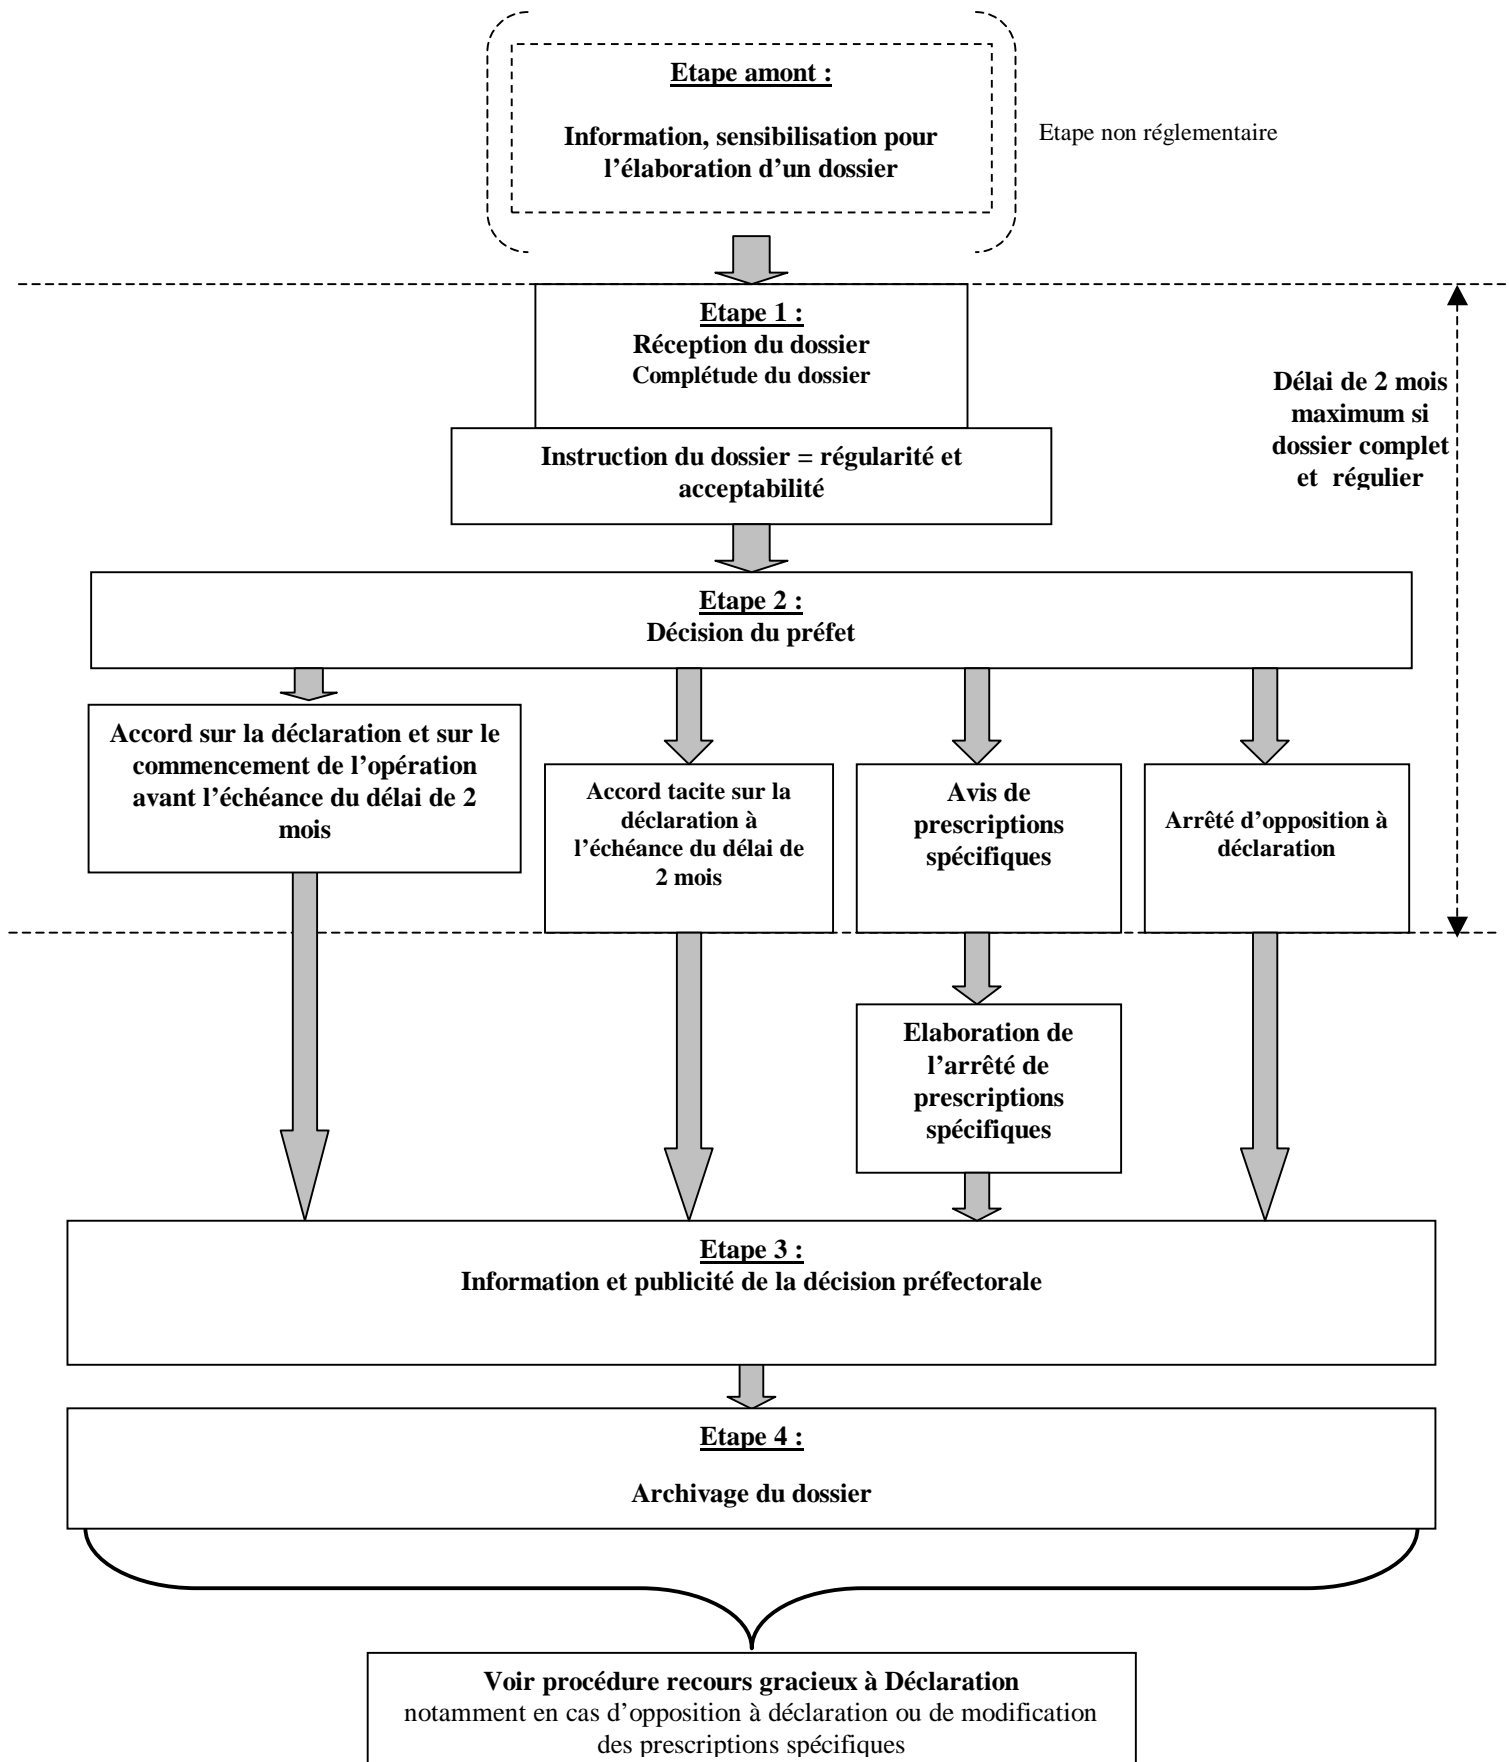 Etape amont :
Information, sensibilisation pour
l’élaboration d’un dossier
Etape non réglementaire
Etape 1 :
Réception du dossier
Complétude du dossier
Délai de 2 mois
maximum si
dossier complet
et régulier
Instruction du dossier = régularité et
acceptabilité
Etape 2 :
Décision du préfet
Accord sur la déclaration et sur le
commencement de l’opération
avant l’échéance du délai de 2
mois
Accord tacite sur la
déclaration à
l’échéance du délai de
2 mois
Avis de
prescriptions
spécifiques
Arrêté d’opposition à
déclaration
Elaboration de
l’arrêté de
prescriptions
spécifiques
Etape 3 :
Information et publicité de la décision préfectorale
Etape 4 :
Archivage du dossier
Voir procédure recours gracieux à Déclaration
notamment en cas d’opposition à déclaration ou de modification
des prescriptions spécifiques